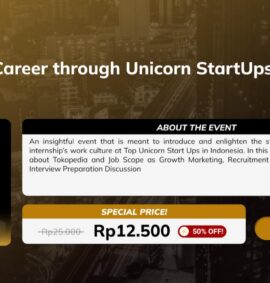 Career through Unicorn StartUps
ABOUT THE EVENT
An insightful event that is meant to introduce and enlighten the
internship's work culture at Top Unicorn Start Ups in Indonesia. In this
about Tokopedia and Job Scope as Growth Marketing, Recruitment
Interview Preparation Discussion
SPECIAL PRICE!
Rp25.000 Rp12.500 50% OFF!